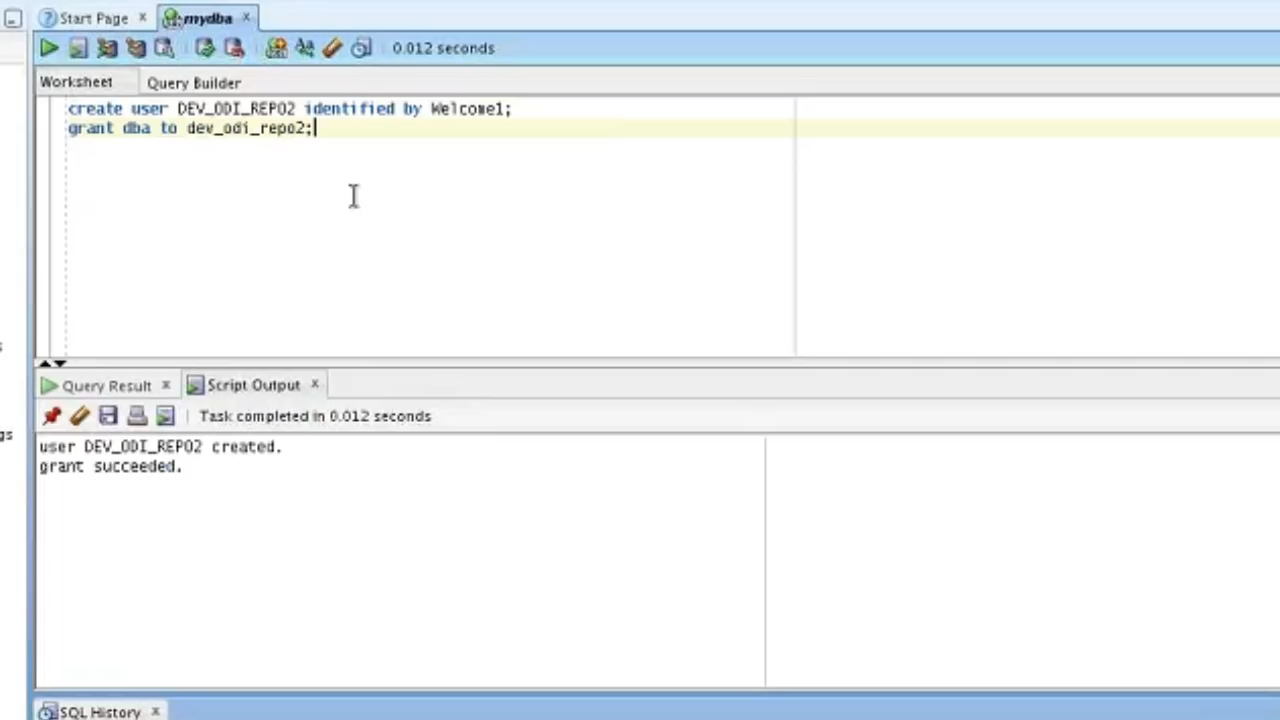 Start Page
mydba
0.012 seconds
Worksheet
Query Builder
create user DEV_ODI_REPO2 identified by Welcome1;
grant dba to dev_odi_repo2;
s
Query Result
Script Output
Task completed in 0.012 seconds
gs
user DEV_ODI_REPO2 created.
grant succeeded.
SQL History